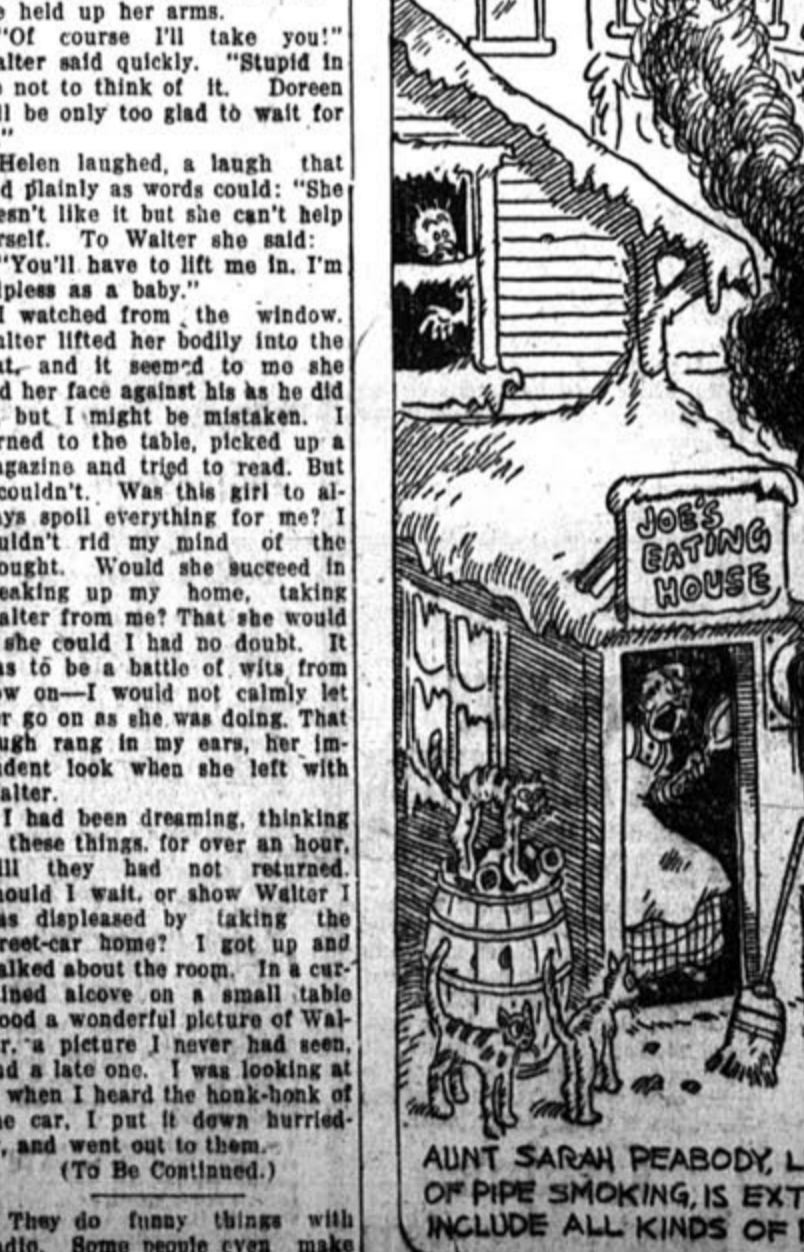 e held up her arms.
"Of course I'll take you!"
alter said quickly. "Stupid in
not to think of it. Doreen
ll be only too glad to wait for
"
Helen laughed, a laugh that
d plainly as words could: "She
esn't like it but she can't help
rself. To Walter she said:
"You'll have to lift me in. I'm
lpless as a baby."
I watched from the window.
alter lifted her bodily into the
at, and it seemed to me she
d her face against his as he did
but I might be mistaken. I
rned to the table, picked up a
agazine and tried to read. But
couldn't. Was this girl to al-
ays spoil everything for me? I
uldn't rid my mind of the
ought. Would she succeed in
eaking up my home, taking
alter from me? That she would
she could I had no doubt. It
as to be a battle of wits from
ow on—I would not calmly let
er go on as she was doing. That
ugh rang in my ears, her im-
udent look when she left with
alter.
I had been dreaming, thinking
these things, for over an hour,
ill they had not returned.
hould I wait, or show Walter I
as displeased by taking the
reet-car home? I got up and
alked about the room. In a cur-
ined alcove on a small table
ood a wonderful picture of Wal-
r, a picture I never had seen,
nd a late one. I was looking at
when I heard the honk-honk of
he car. I put it down hurried-
, and went out to them.
(To Be Continued.)
They do funny things with
adio. Some people even make
JOE'S
EATING
HOUSE
AUNT SARAH PEABODY, L
OF PIPE SMOKING, IS EXT
INCLUDE ALL KINDS OF